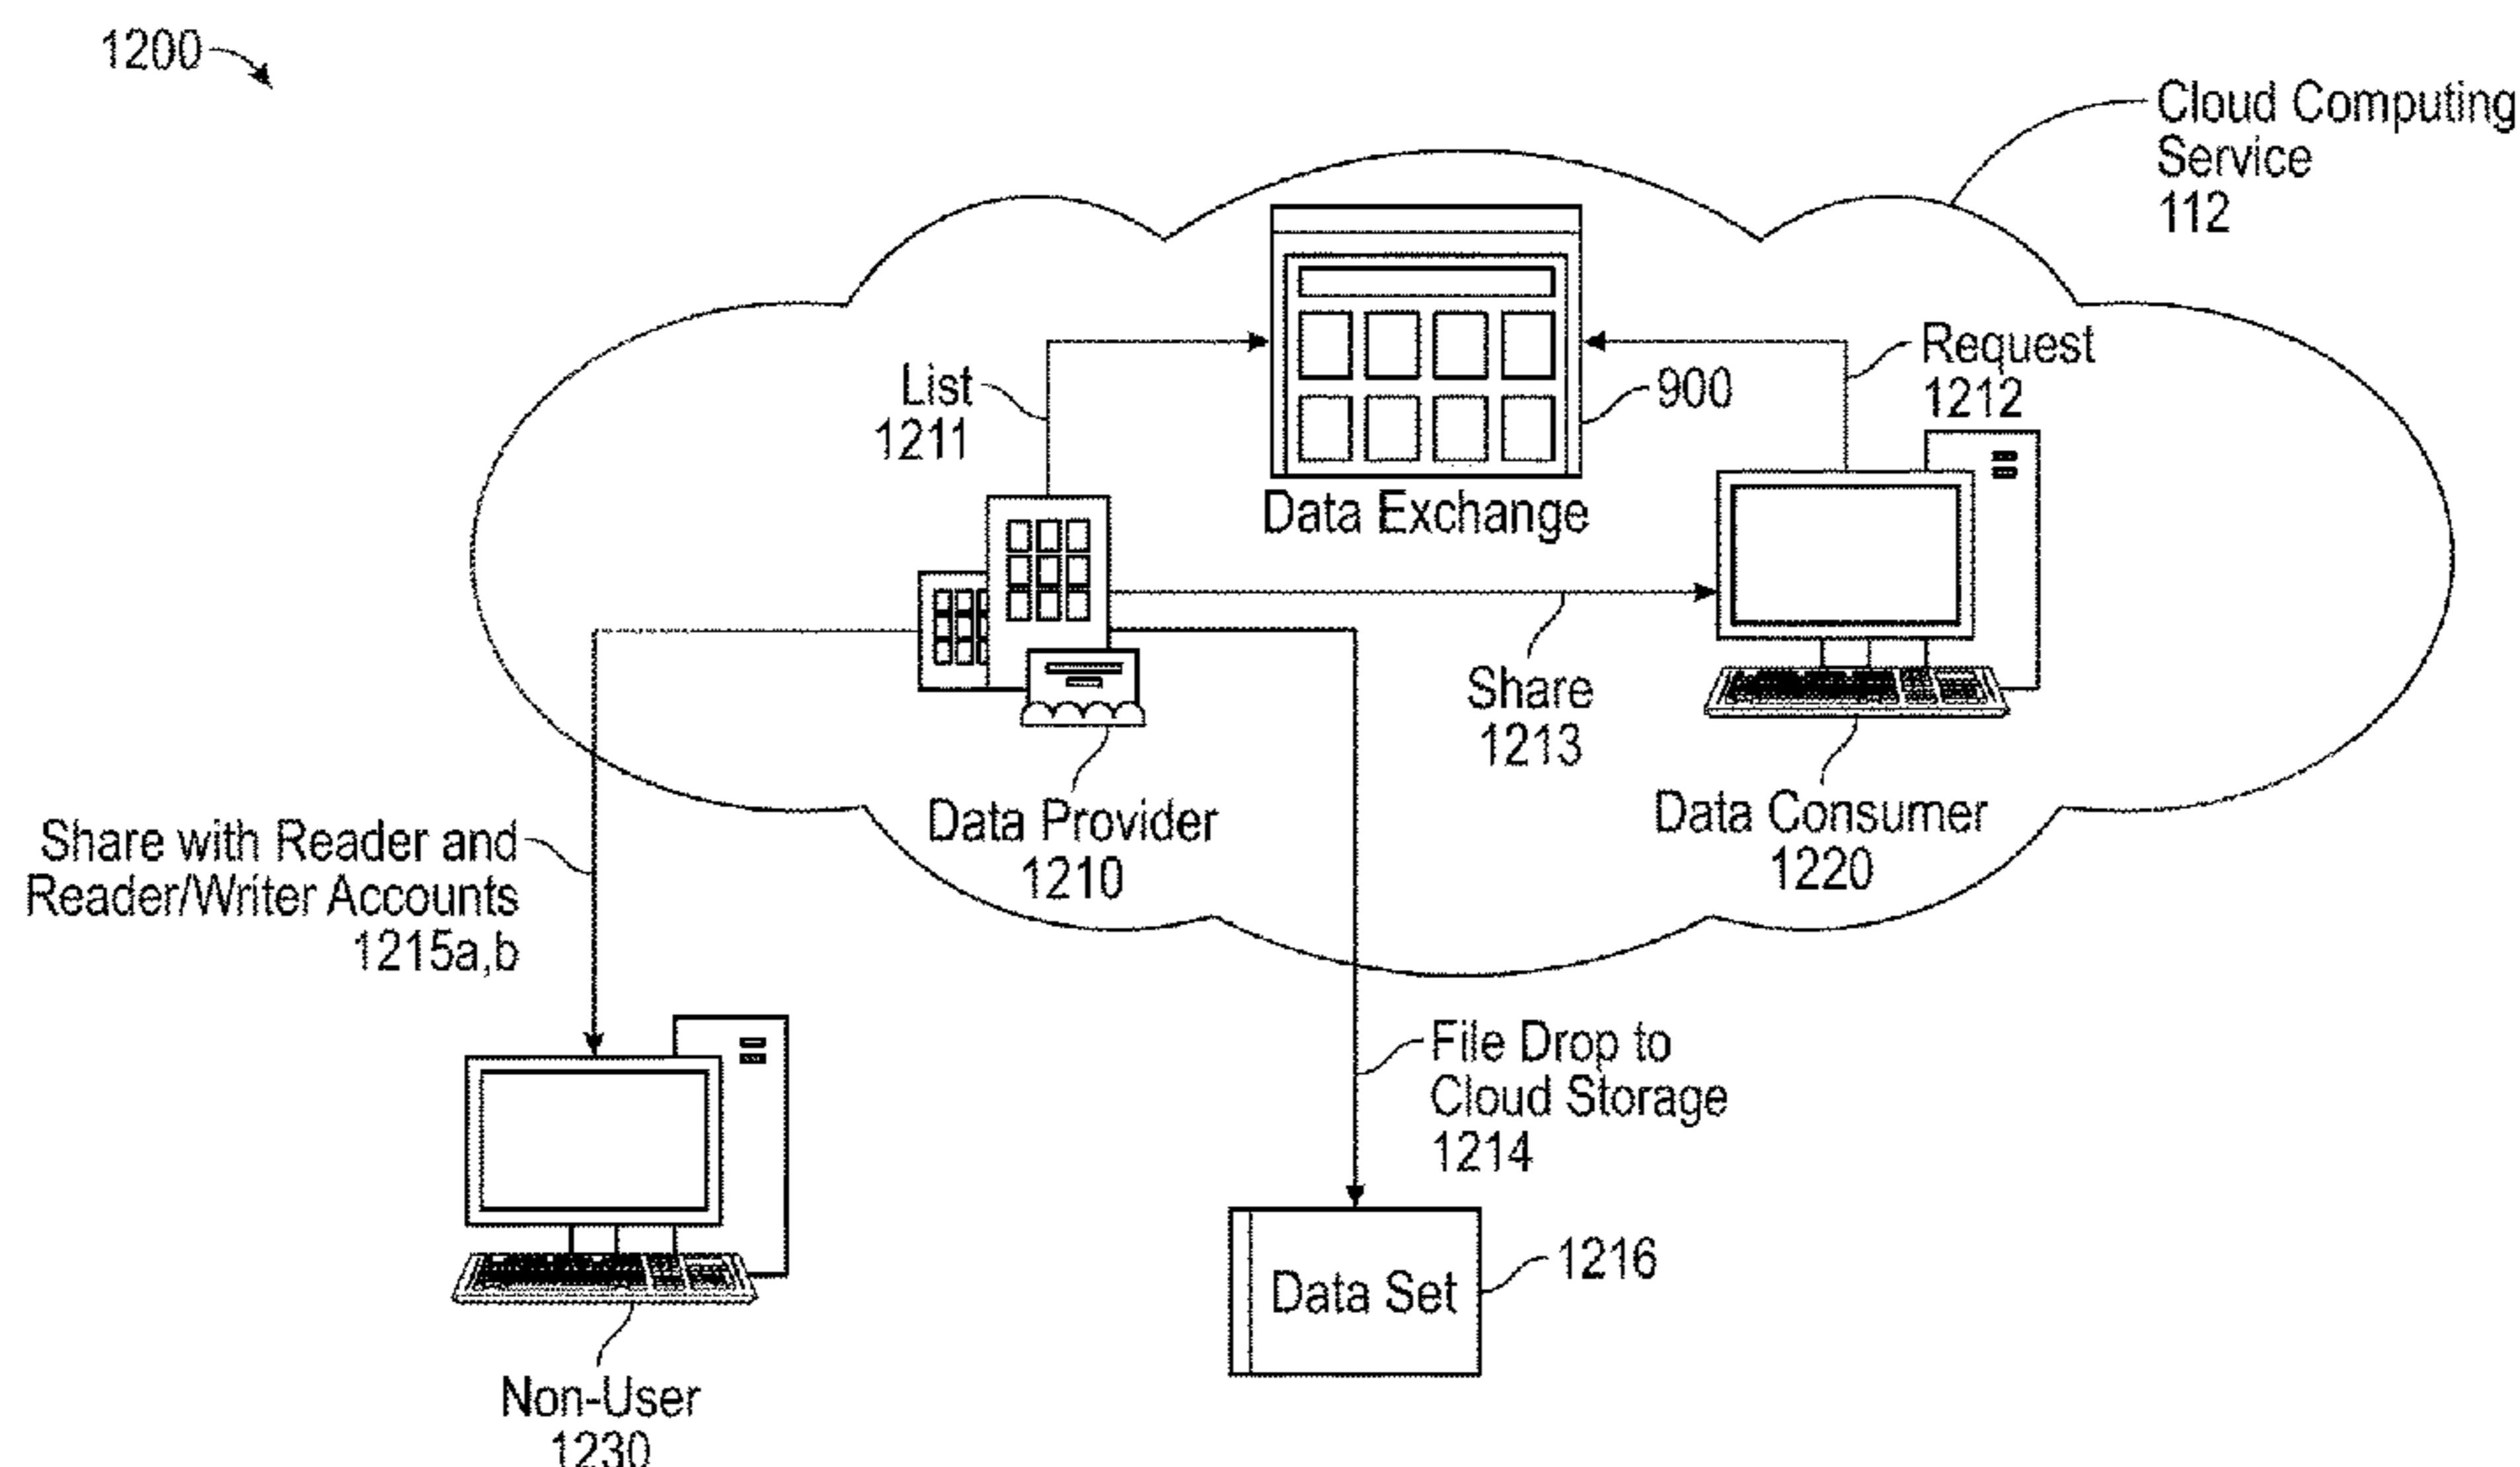 1200
Cloud Computing
Service
112
Request
1212
List
1211
900
Data Exchange
Share
1213
Data Provider
1210
Data Consumer
1220
Share with Reader and
Reader/Writer Accounts
1215a,b
File Drop to
Cloud Storage
1214
Data Set
1216
Non-User
1230